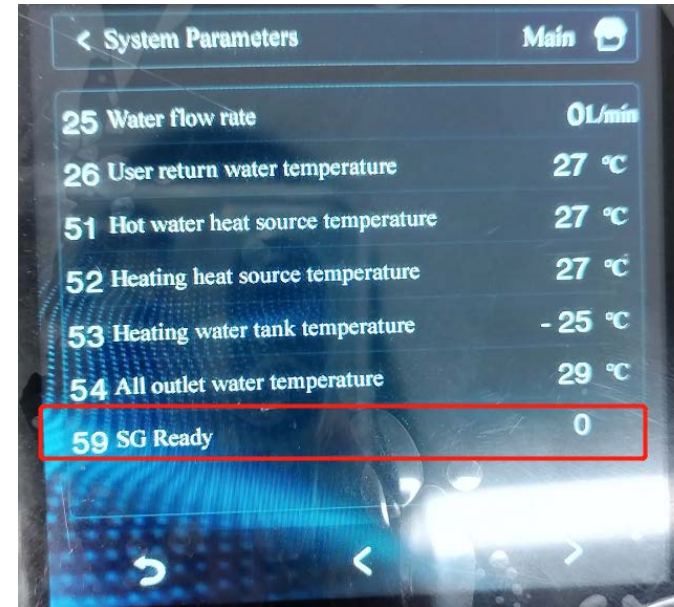 < System Parameters Main
25 Water flow rate 0L/min
26 User return water temperature 27 °C
51 Hot water heat source temperature 27 °C
52 Heating heat source temperature 27 °C
53 Heating water tank temperature - 25 °C
54 All outlet water temperature 29 °C
59 SG Ready 0
< >